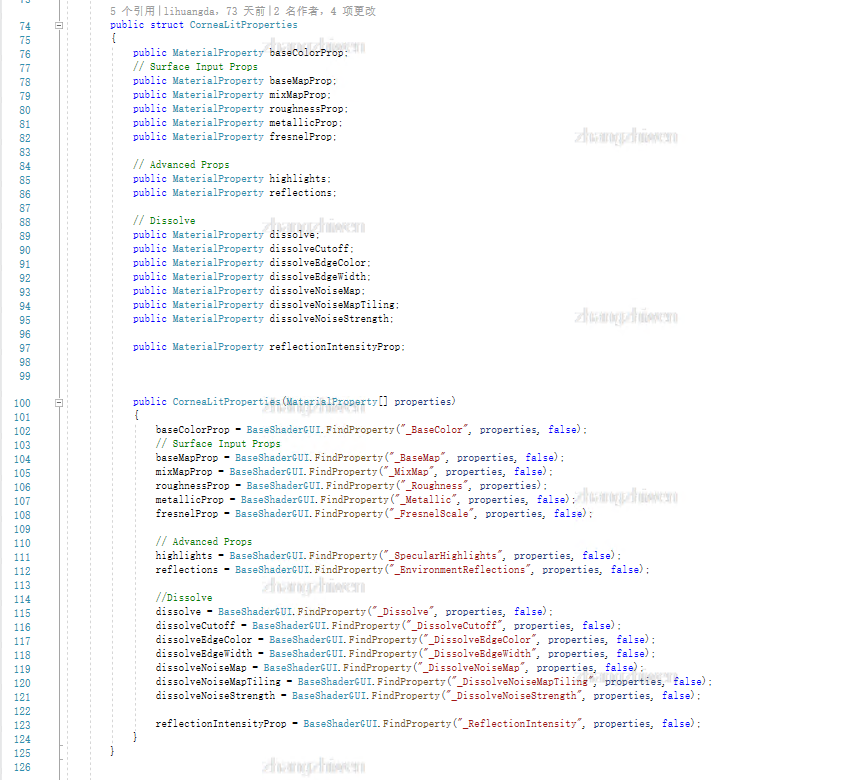 5 个引用|lihuangda，73 天前|2 名作者，4 项更改
74 public struct CorneaLitProperties
75 {
76 public MaterialProperty baseColorProp;
77 // Surface Input Props
78 public MaterialProperty baseMapProp;
79 public MaterialProperty mixMapProp;
80 public MaterialProperty roughnessProp;
81 public MaterialProperty metallicProp;
82 public MaterialProperty fresnelProp;
83
84 // Advanced Props
85 public MaterialProperty highlights;
86 public MaterialProperty reflections;
87
88 // Dissolve
89 public MaterialProperty dissolve;
90 public MaterialProperty dissolveCutoff;
91 public MaterialProperty dissolveEdgeColor;
92 public MaterialProperty dissolveEdgeWidth;
93 public MaterialProperty dissolveNoiseMap;
94 public MaterialProperty dissolveNoiseMapTiling;
95 public MaterialProperty dissolveNoiseStrength;
96
97 public MaterialProperty reflectionIntensityProp;
98
99
100 public CorneaLitProperties(MaterialProperty[] properties)
101 {
102 baseColorProp = BaseShaderGUI.FindProperty("_BaseColor", properties, false);
103 // Surface Input Props
104 baseMapProp = BaseShaderGUI.FindProperty("_BaseMap", properties, false);
105 mixMapProp = BaseShaderGUI.FindProperty("_MixMap", properties, false);
106 roughnessProp = BaseShaderGUI.FindProperty("_Roughness", properties);
107 metallicProp = BaseShaderGUI.FindProperty("_Metallic", properties, false);
108 fresnelProp = BaseShaderGUI.FindProperty("_FresnelScale", properties, false);
109
110 // Advanced Props
111 highlights = BaseShaderGUI.FindProperty("_SpecularHighlights", properties, false);
112 reflections = BaseShaderGUI.FindProperty("_EnvironmentReflections", properties, false);
113
114 //Dissolve
115 dissolve = BaseShaderGUI.FindProperty("_Dissolve", properties, false);
116 dissolveCutoff = BaseShaderGUI.FindProperty("_DissolveCutoff", properties, false);
117 dissolveEdgeColor = BaseShaderGUI.FindProperty("_DissolveEdgeColor", properties, false);
118 dissolveEdgeWidth = BaseShaderGUI.FindProperty("_DissolveEdgeWidth", properties, false);
119 dissolveNoiseMap = BaseShaderGUI.FindProperty("_DissolveNoiseMap", properties, false);
120 dissolveNoiseMapTiling = BaseShaderGUI.FindProperty("_DissolveNoiseMapTiling", properties, false);
121 dissolveNoiseStrength = BaseShaderGUI.FindProperty("_DissolveNoiseStrength", properties, false);
122
123 reflectionIntensityProp = BaseShaderGUI.FindProperty("_ReflectionIntensity", properties, false);
124 }
125 }
126